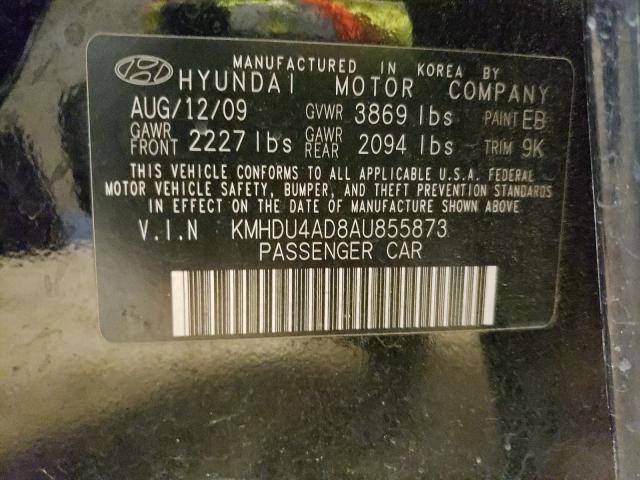 MANUFACTURED IN KOREA BY
HYUNDAI MOTOR COMPANY
AUG/12/09 GVWR 3869 lbs PAINT EB
GAWR FRONT 2227 lbs GAWR REAR 2094 lbs TRIM 9K
THIS VEHICLE CONFORMS TO ALL APPLICABLE U.S.A. FEDERAL
MOTOR VEHICLE SAFETY, BUMPER, AND THEFT PREVENTION STANDARDS
IN EFFECT ON THE DATE OF MANUFACTURE SHOWN ABOVE.
V.I.N KMHDU4AD8AU855873
PASSENGER CAR